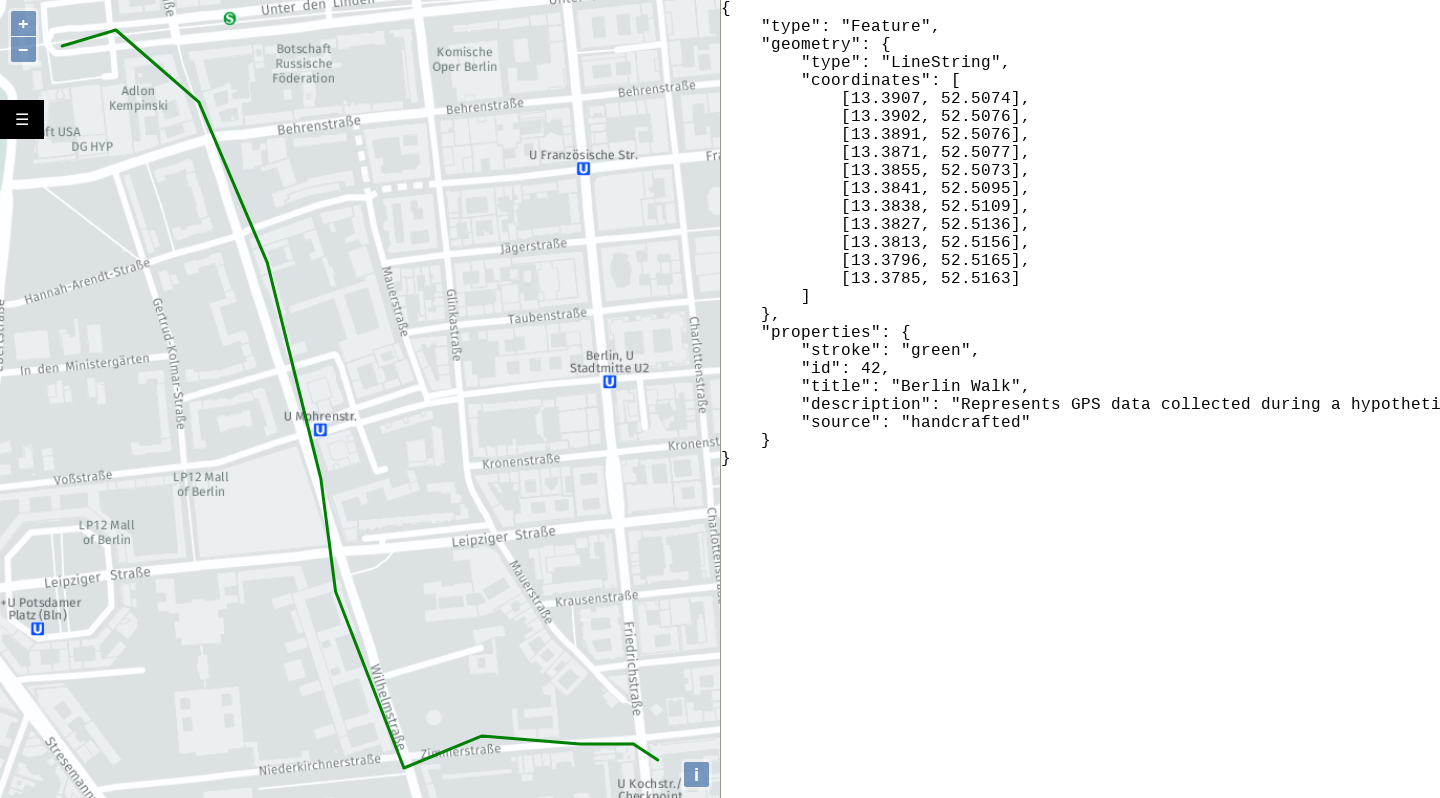 Unter den Linden
S
+
−
Botschaft
Russische
Föderation
Komische
Oper Berlin
Adlon
Kempinski
Behrenstraße
Behrenstraße
Behrenstraße
☰
ft USA
DG HYP
U Französische Str.
U
Jägerstraße
Hannah-Arendt-Straße
Mauerstraße
Glinkastraße
Gertrud-Kolmar-Straße
Taubenstraße
Charlottenstraße
In den Ministergärten
Berlin, U
Stadtmitte U2
U
U Mohrenstr.
U
Kronenstraße
Voßstraße
LP12 Mall
of Berlin
LP12 Mall
of Berlin
Leipziger Straße
Leipziger Straße
Mauerstraße
Krausenstraße
+U Potsdamer
Platz (Bln)
U
Friedrichstraße
Wilhelmstraße
Zimmerstraße
Niederkirchnerstraße
U Kochstr./
Checkpoint
i
{
    "type": "Feature",
    "geometry": {
        "type": "LineString",
        "coordinates": [
            [13.3907, 52.5074],
            [13.3902, 52.5076],
            [13.3891, 52.5076],
            [13.3871, 52.5077],
            [13.3855, 52.5073],
            [13.3841, 52.5095],
            [13.3838, 52.5109],
            [13.3827, 52.5136],
            [13.3813, 52.5156],
            [13.3796, 52.5165],
            [13.3785, 52.5163]
        ]
    },
    "properties": {
        "stroke": "green",
        "id": 42,
        "title": "Berlin Walk",
        "description": "Represents GPS data collected during a hypotheti
        "source": "handcrafted"
    }
}